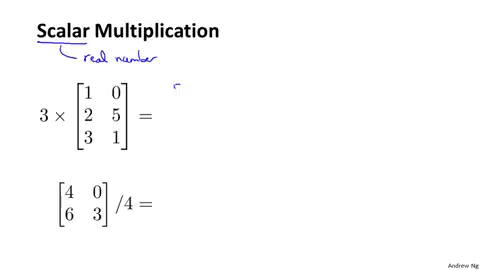 Scalar Multiplication
real number
3 × [1 0
2 5
3 1] =
[4 0
6 3] /4 =
Andrew Ng